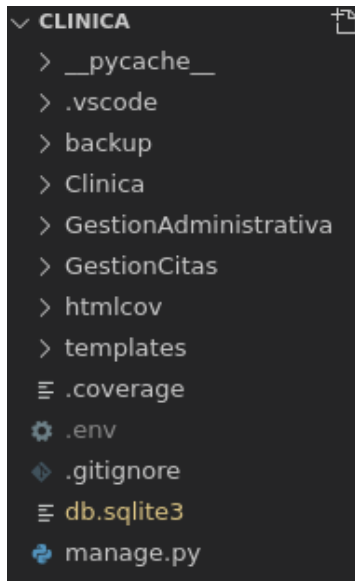 CLINICA
__pycache__
.vscode
backup
Clinica
GestionAdministrativa
GestionCitas
htmlcov
templates
.coverage
.env
.gitignore
db.sqlite3
manage.py